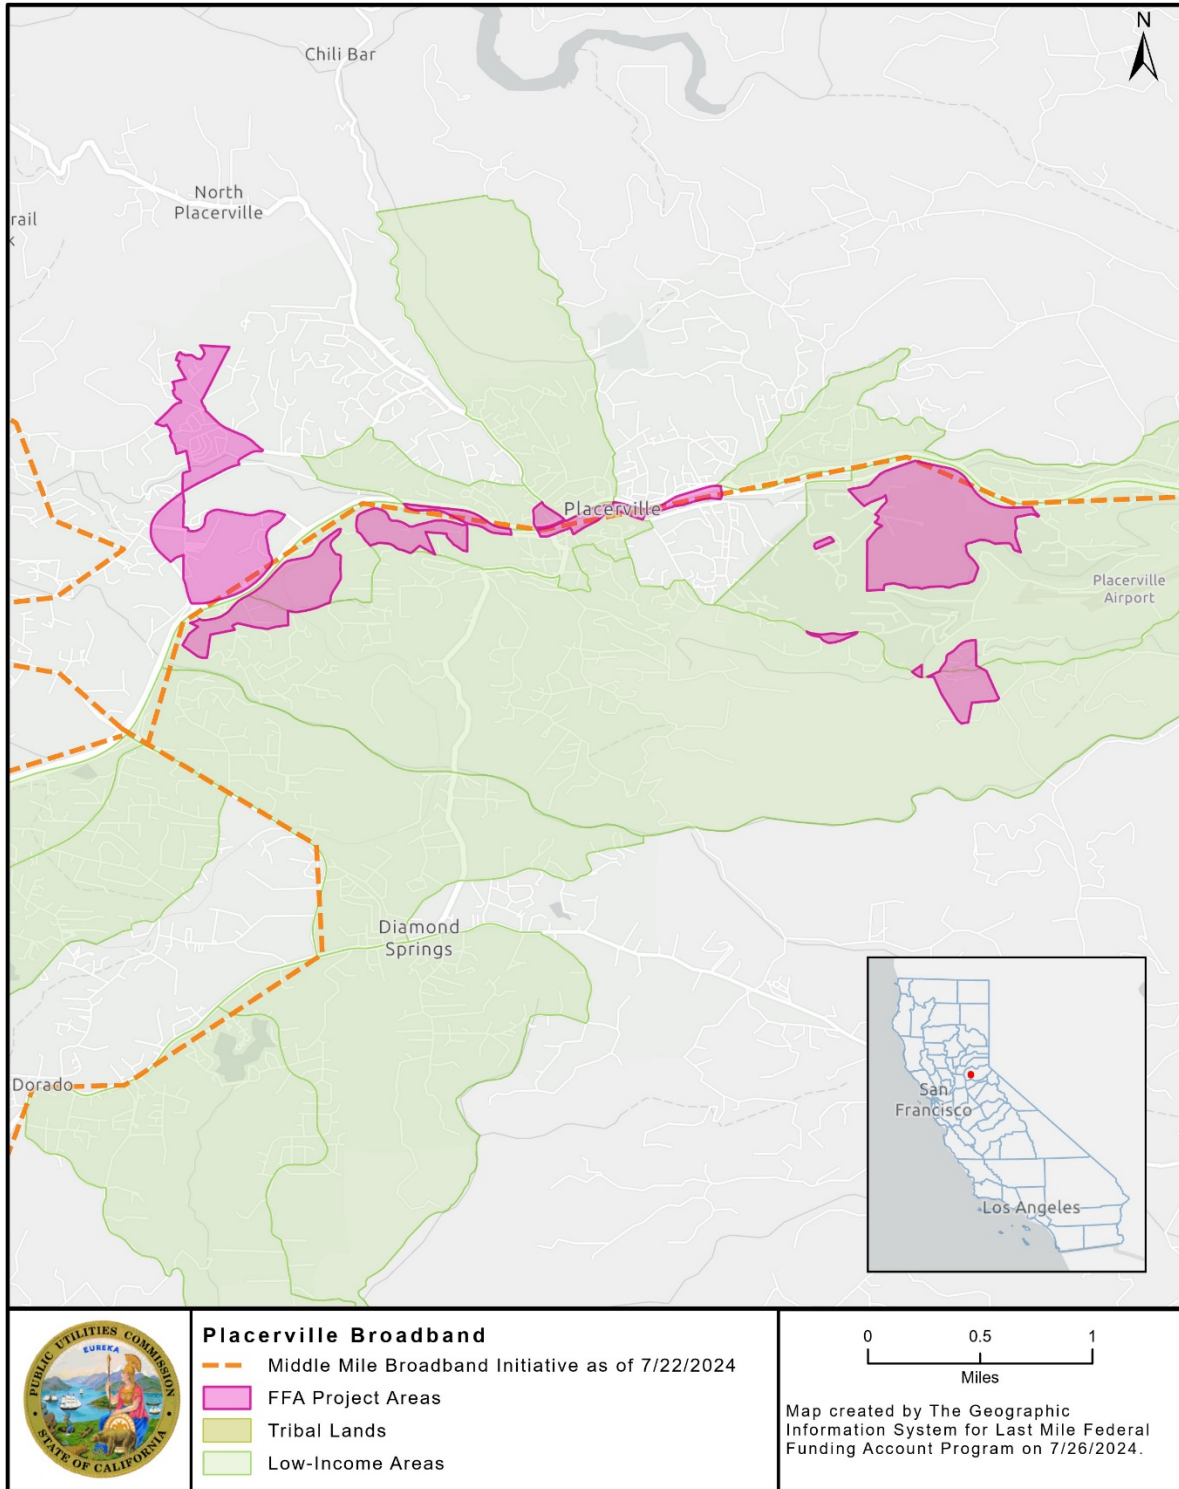 N
Chili Bar
North
Placerville
rail
k
Placerville
Placerville
Airport
Diamond
Springs
Dorado
San
Francisco
Los Angeles
PUBLIC UTILITIES COMMISSION
EUREKA
STATE OF CALIFORNIA
Placerville Broadband
Middle Mile Broadband Initiative as of 7/22/2024
FFA Project Areas
Tribal Lands
Low-Income Areas
0 0.5 1
Miles
Map created by The Geographic
Information System for Last Mile Federal
Funding Account Program on 7/26/2024.